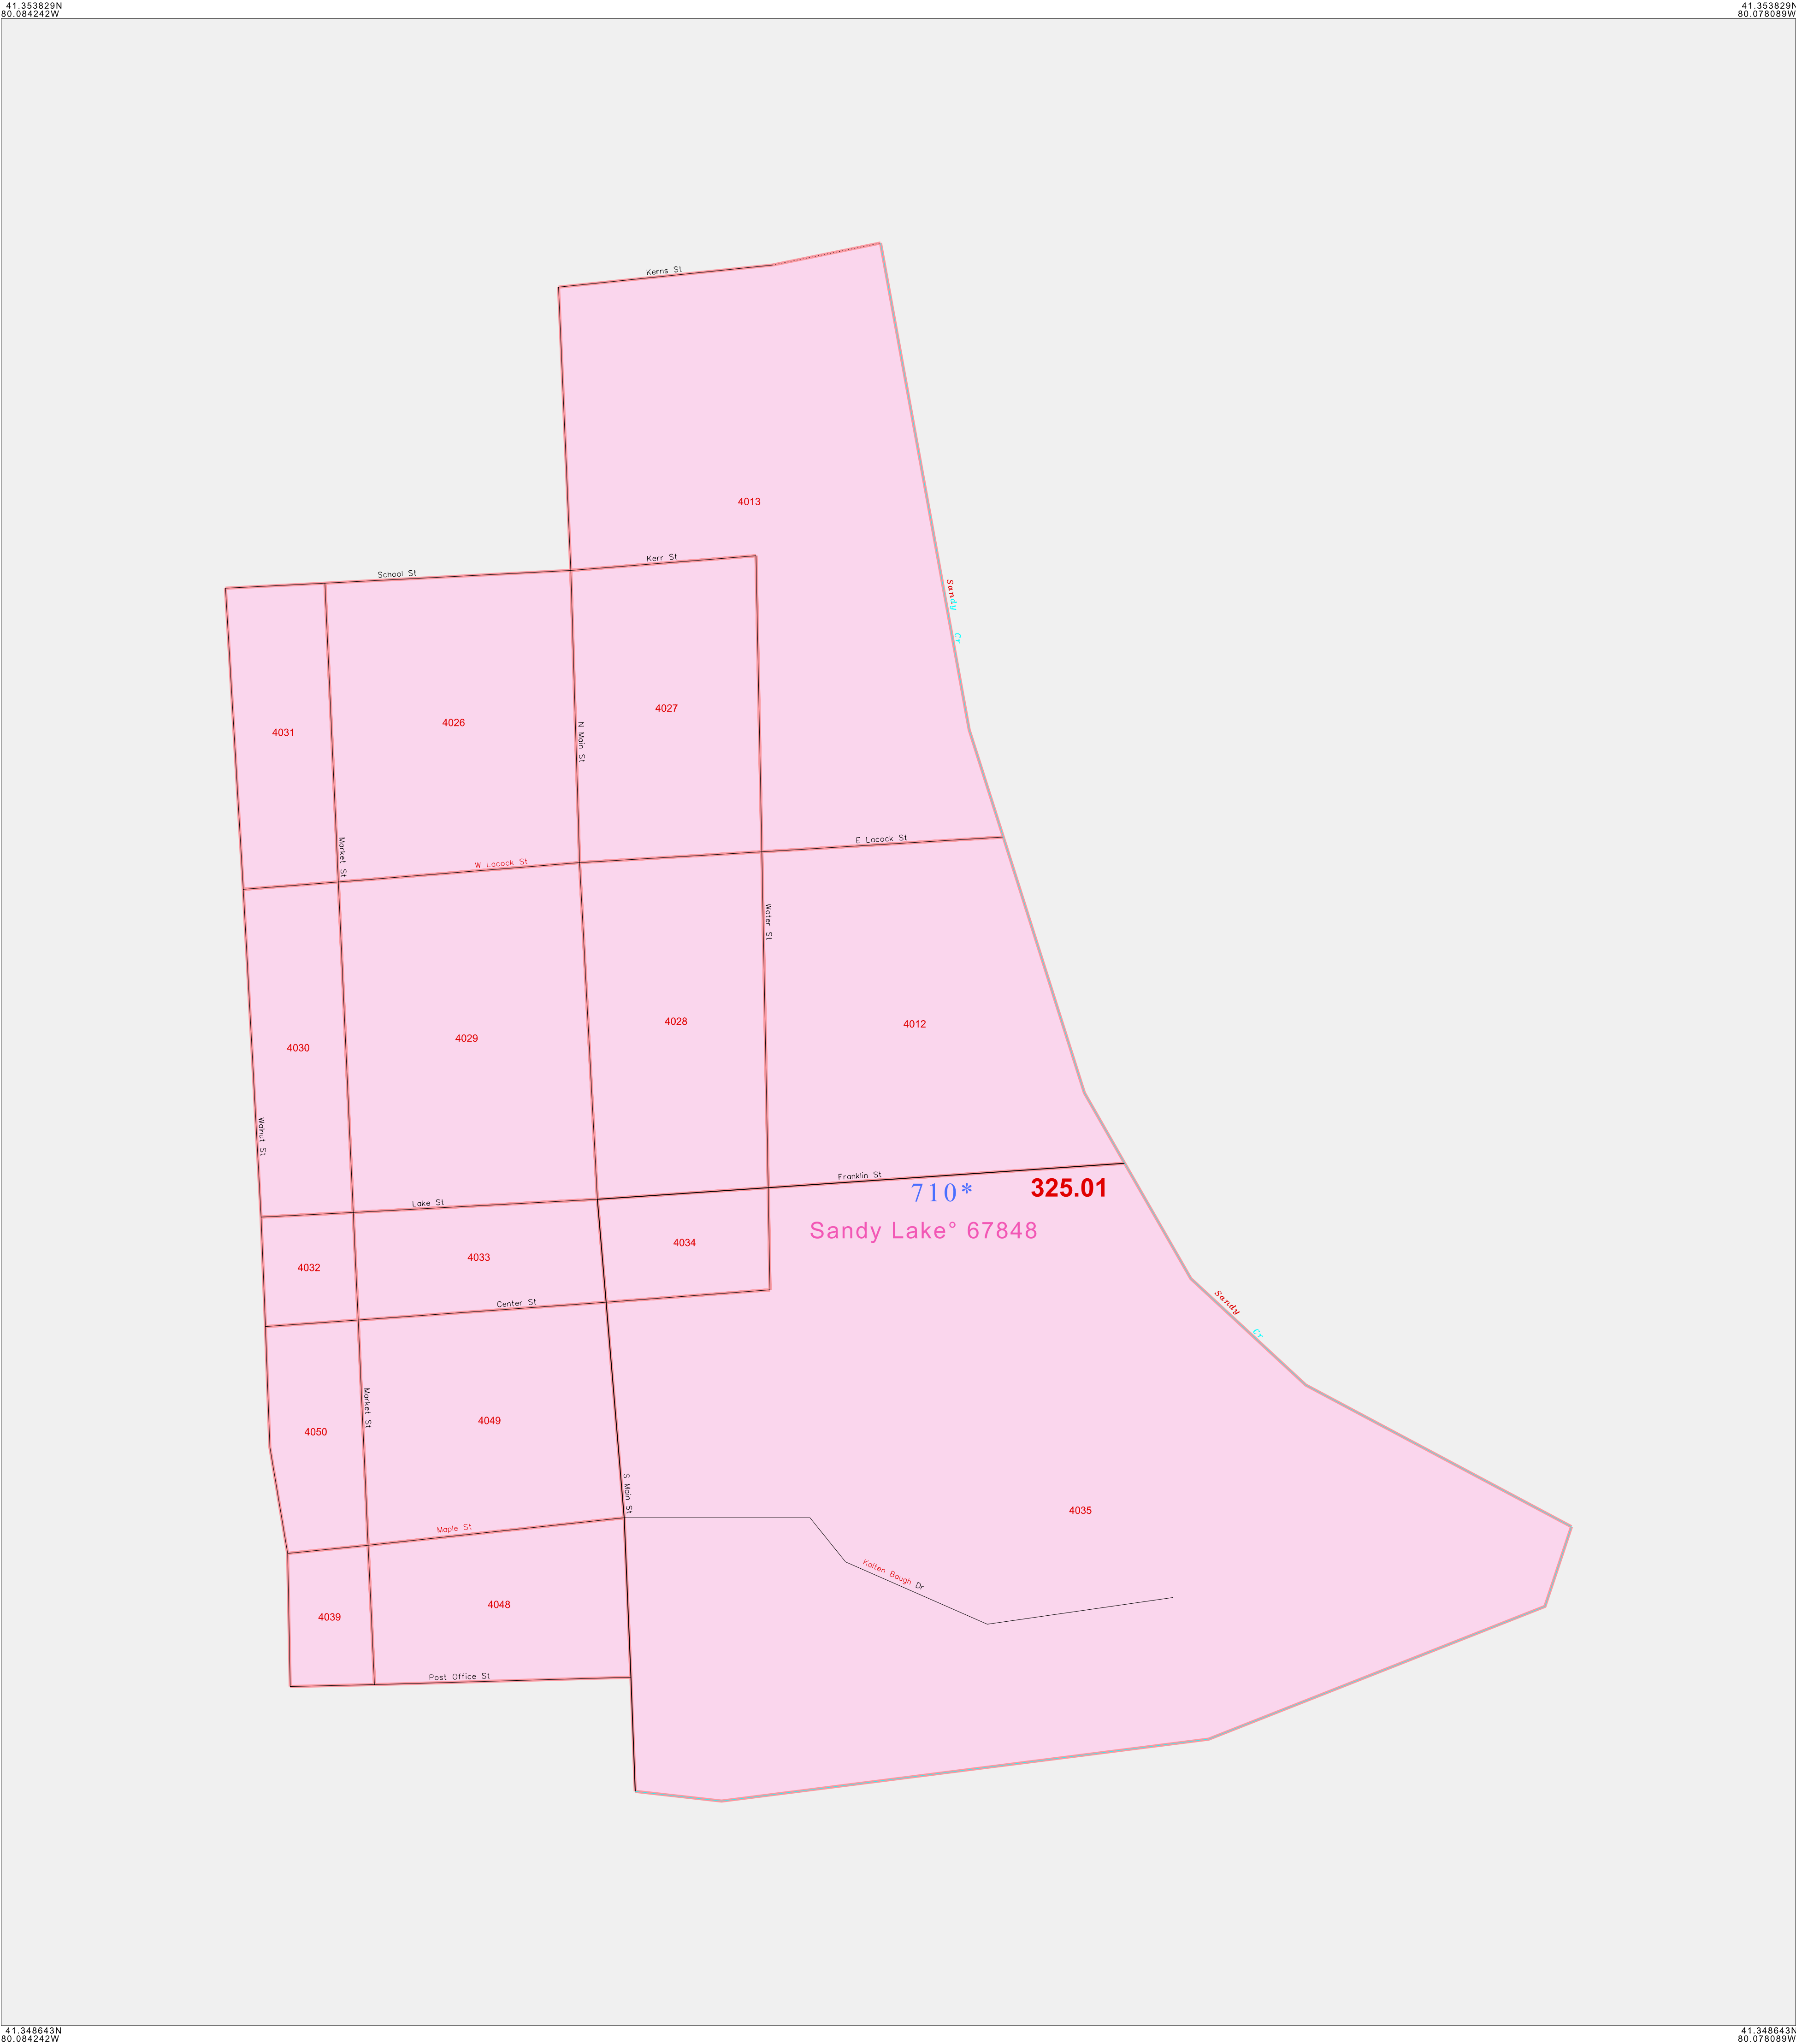 41.353829N
80.084242W
41.353829N
80.078089W
Kerns St
4013
Kerr St
School St
Sandy Cr
4027
4026
4031
N Main St
E Lacock St
Market St
W Lacock St
Water St
4028
4012
4029
4030
Walnut St
Franklin St
710*
325.01
Lake St
Sandy Lake° 67848
4034
4033
4032
Center St
Sandy Cr
Market St
4049
4050
S Main St
4035
Maple St
Kalten Baugh Dr
4048
4039
Post Office St
41.348643N
80.084242W
41.348643N
80.078089W